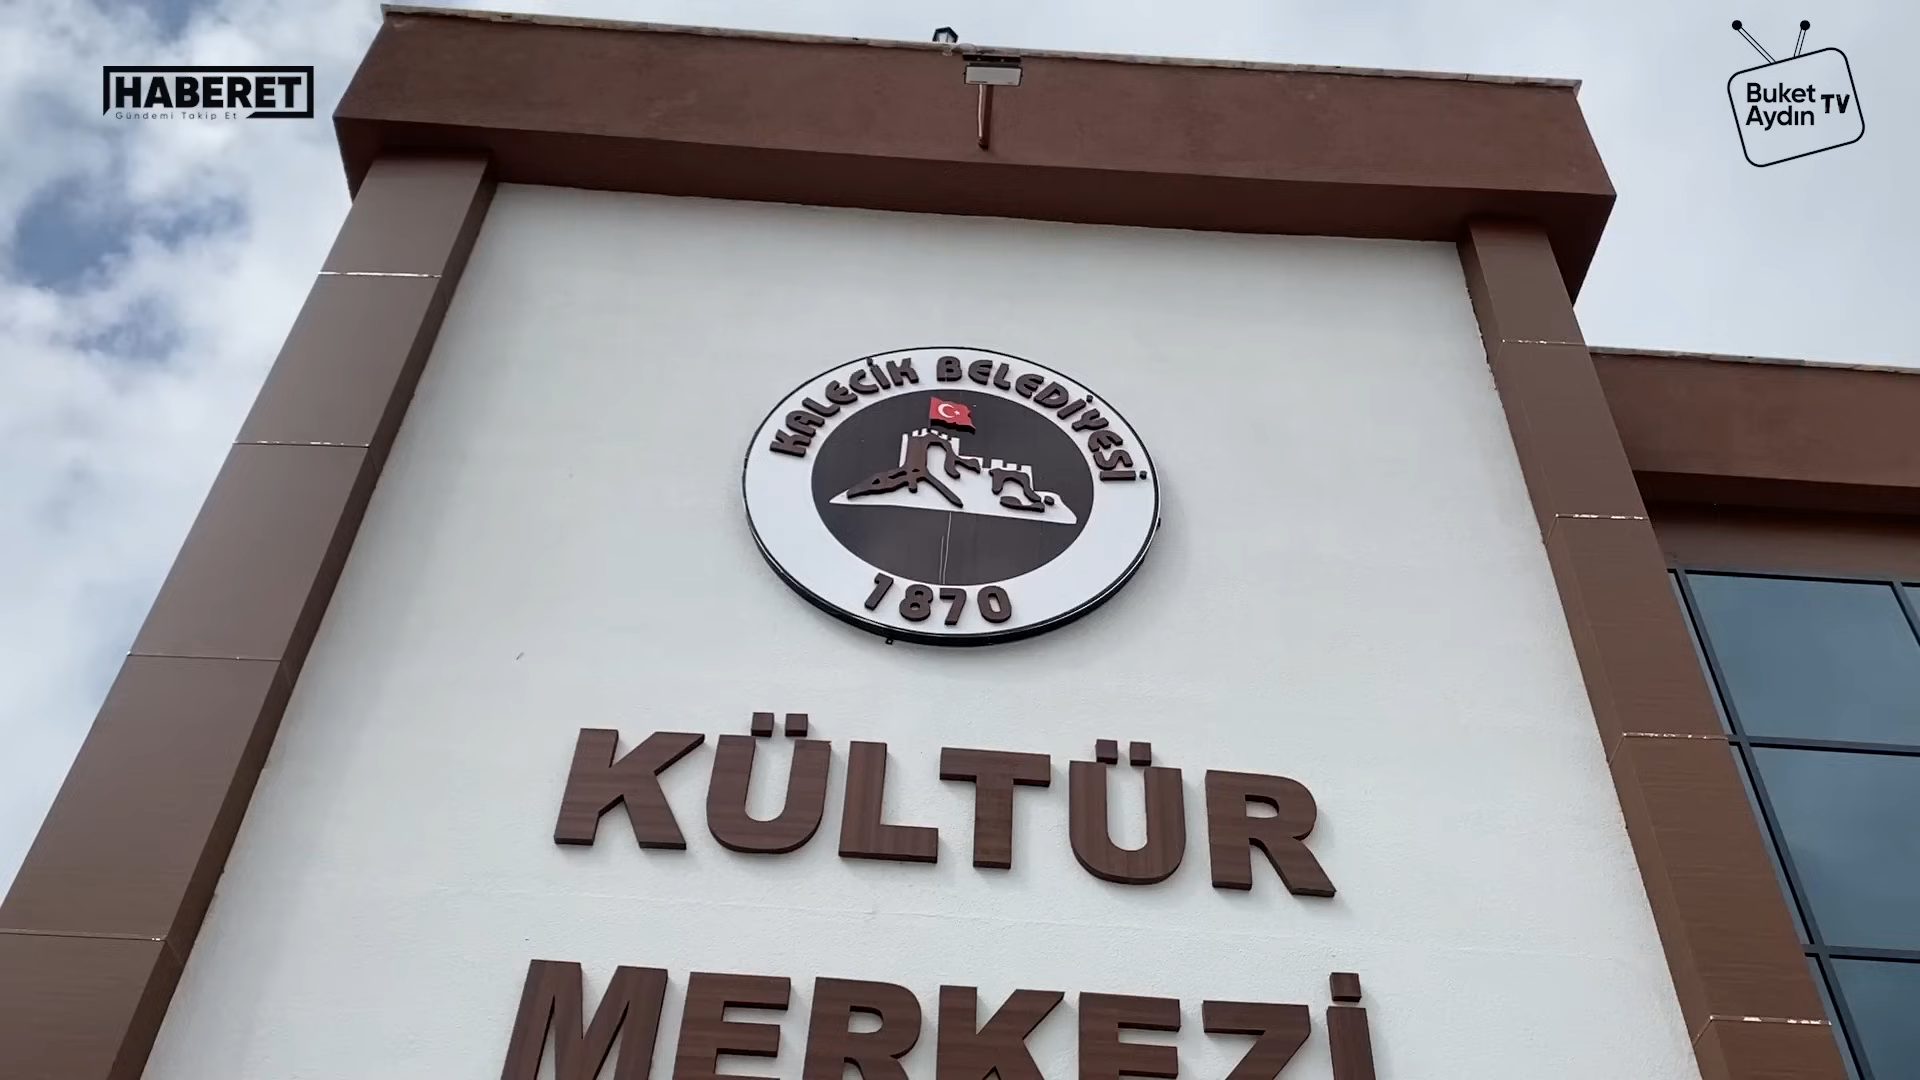 HABERET
Gündemi Takip Et
Buket
Aydın TV
KALECİK BELEDİYESİ
1870
KÜLTÜR
MERKEZİ